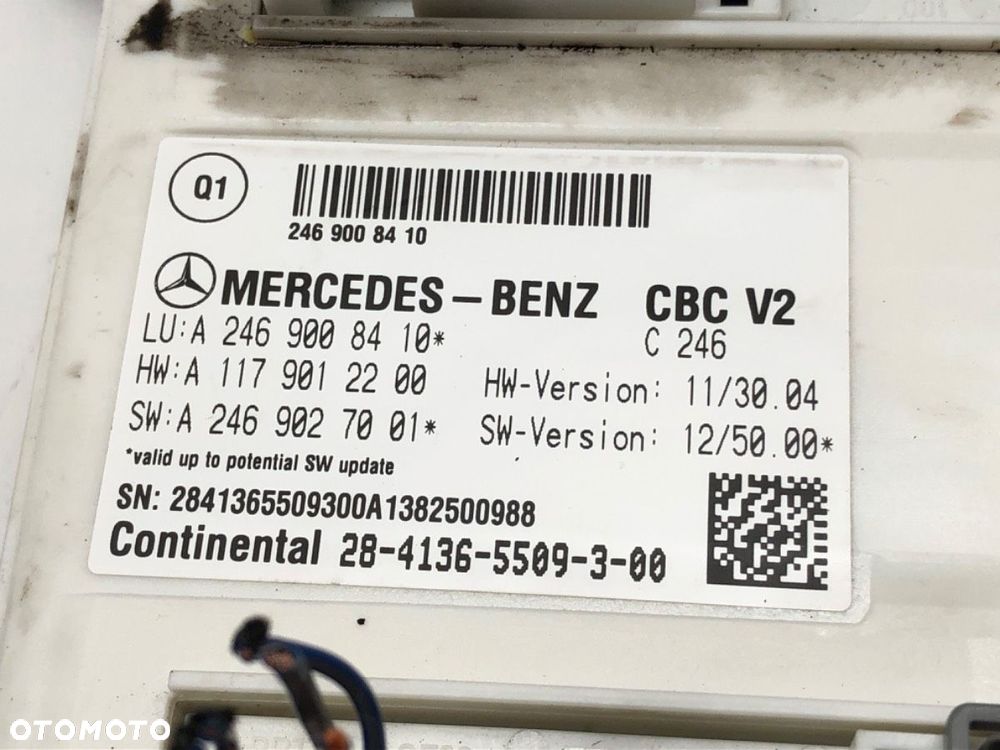 Q1
246 900 84 10
MERCEDES-BENZ CBC V2
LU:A 246 900 84 10* C 246
HW:A 117 901 22 00 HW-Version: 11/30.04
SW:A 246 902 70 01* SW-Version: 12/50.00*
*valid up to potential SW update
SN: 2841365509300A1382500988
Continental 28-4136-5509-3-00
OTOMOTO